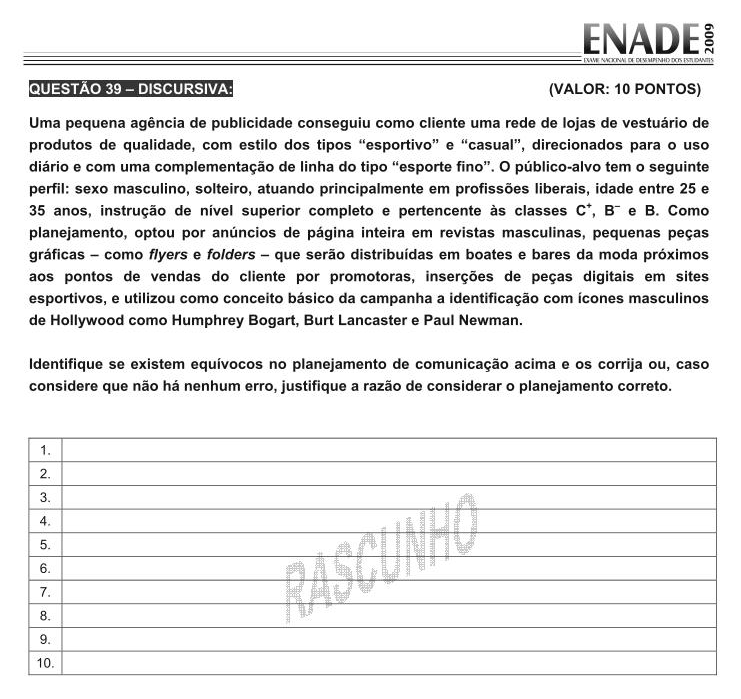 ENADE 2009
EXAME NACIONAL DE DESEMPENHO DOS ESTUDANTES
QUESTÃO 39 – DISCURSIVA: (VALOR: 10 PONTOS)
Uma pequena agência de publicidade conseguiu como cliente uma rede de lojas de vestuário de
produtos de qualidade, com estilo dos tipos “esportivo” e “casual”, direcionados para o uso
diário e com uma complementação de linha do tipo “esporte fino”. O público-alvo tem o seguinte
perfil: sexo masculino, solteiro, atuando principalmente em profissões liberais, idade entre 25 e
35 anos, instrução de nível superior completo e pertencente às classes C⁺, B⁻ e B. Como
planejamento, optou por anúncios de página inteira em revistas masculinas, pequenas peças
gráficas – como flyers e folders – que serão distribuídas em boates e bares da moda próximos
aos pontos de vendas do cliente por promotoras, inserções de peças digitais em sites
esportivos, e utilizou como conceito básico da campanha a identificação com ícones masculinos
de Hollywood como Humphrey Bogart, Burt Lancaster e Paul Newman.
Identifique se existem equívocos no planejamento de comunicação acima e os corrija ou, caso
considere que não há nenhum erro, justifique a razão de considerar o planejamento correto.
1.
2.
3.
4.
5.
6.
7.
8.
9.
10.
RASCUNHO